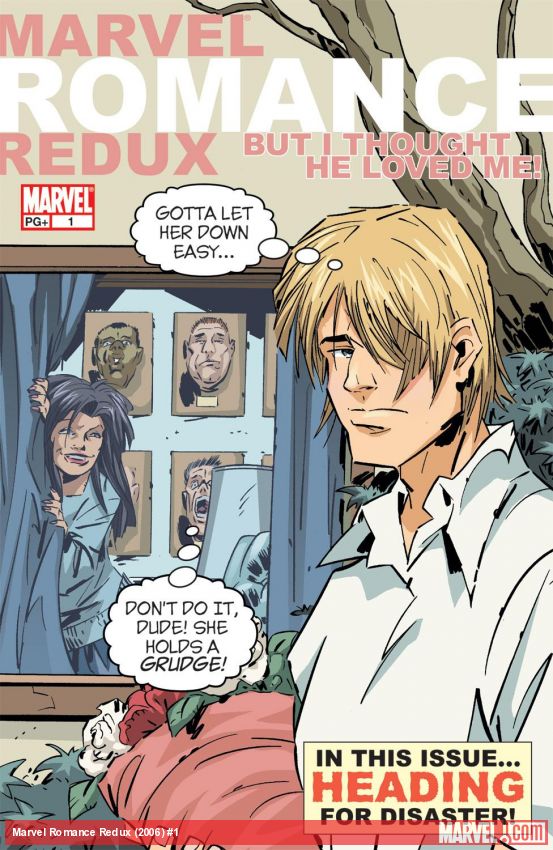 MARVEL
ROMANCE
REDUX
BUT I THOUGHT
HE LOVED ME!
MARVEL
PG+ 1
GOTTA LET
HER DOWN
EASY...
DON'T DO IT,
DUDE! SHE
HOLDS A
GRUDGE!
IN THIS ISSUE...
HEADING
FOR DISASTER!
Marvel Romance Redux (2006) #1
MARVEL.COM